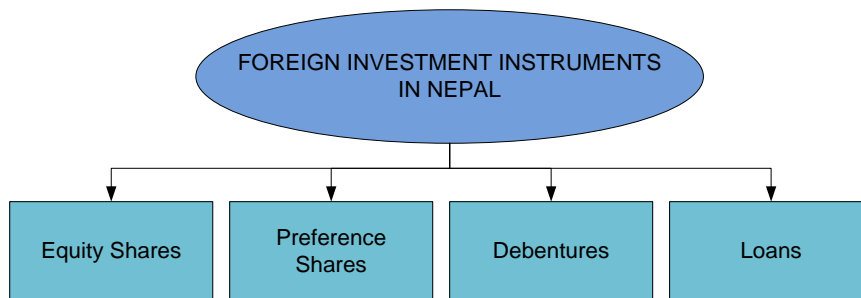 FOREIGN INVESTMENT INSTRUMENTS
IN NEPAL
Equity Shares
Preference
Shares
Debentures
Loans